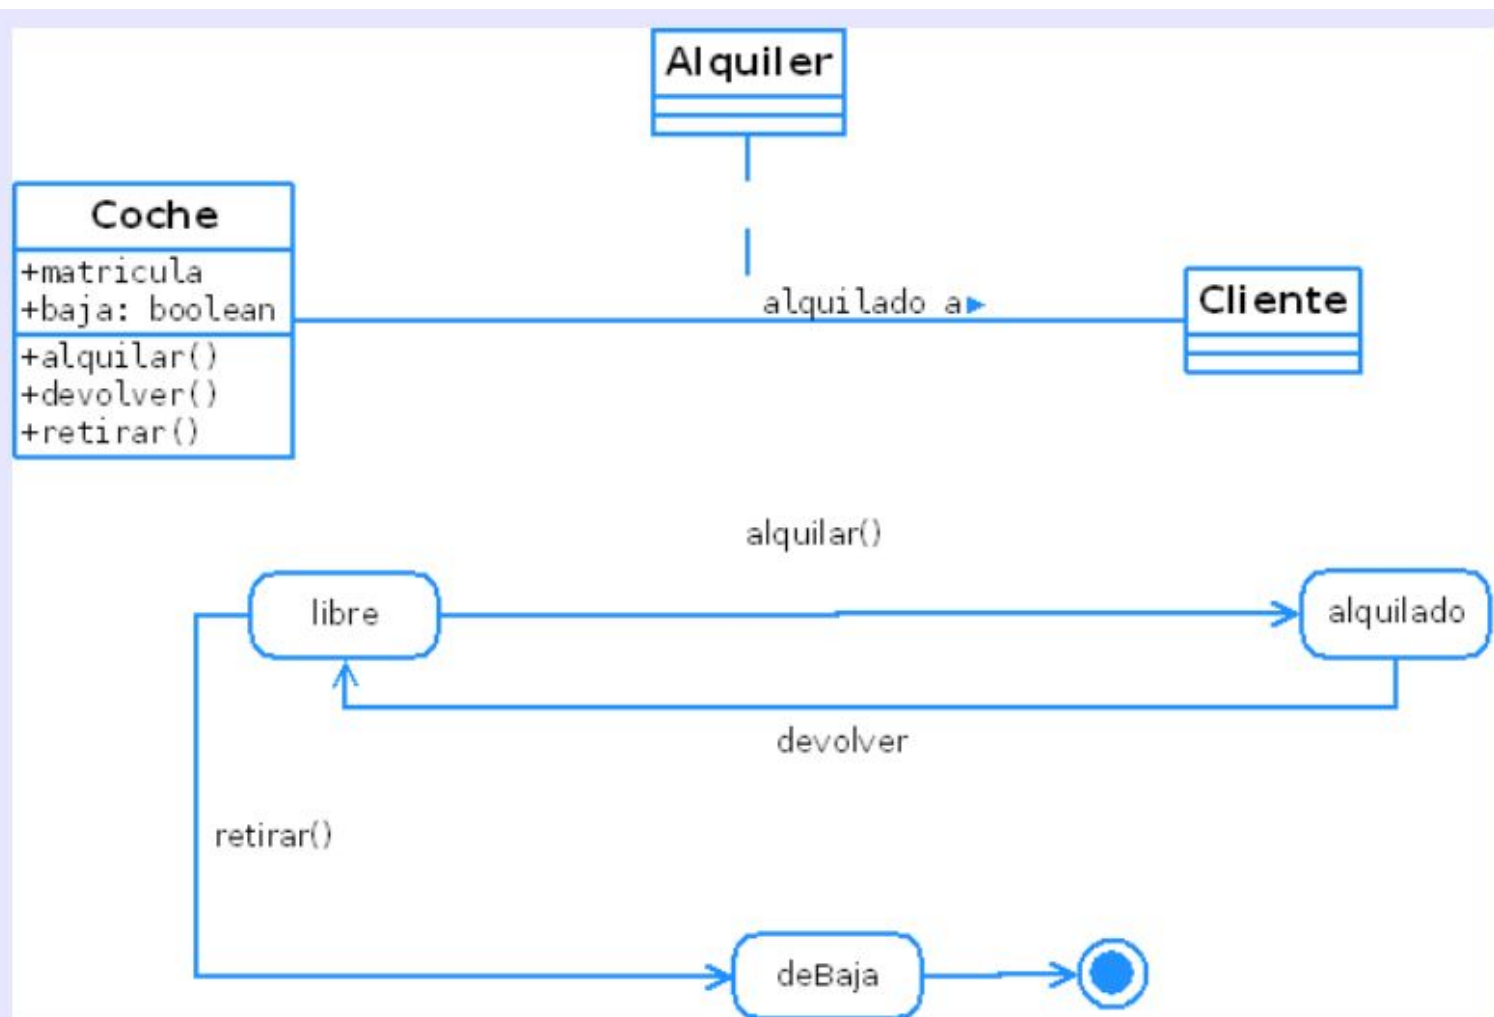 Alquiler
Coche
+matricula
+baja: boolean
+alquilar()
+devolver()
+retirar()
alquilado a
Cliente
alquilar()
libre
alquilado
devolver
retirar()
deBaja